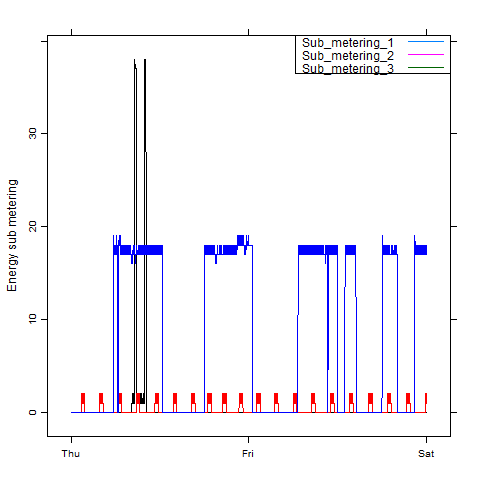 Sub_metering_1
Sub_metering_2
Sub_metering_3
Energy sub metering
30
20
10
0
Thu
Fri
Sat